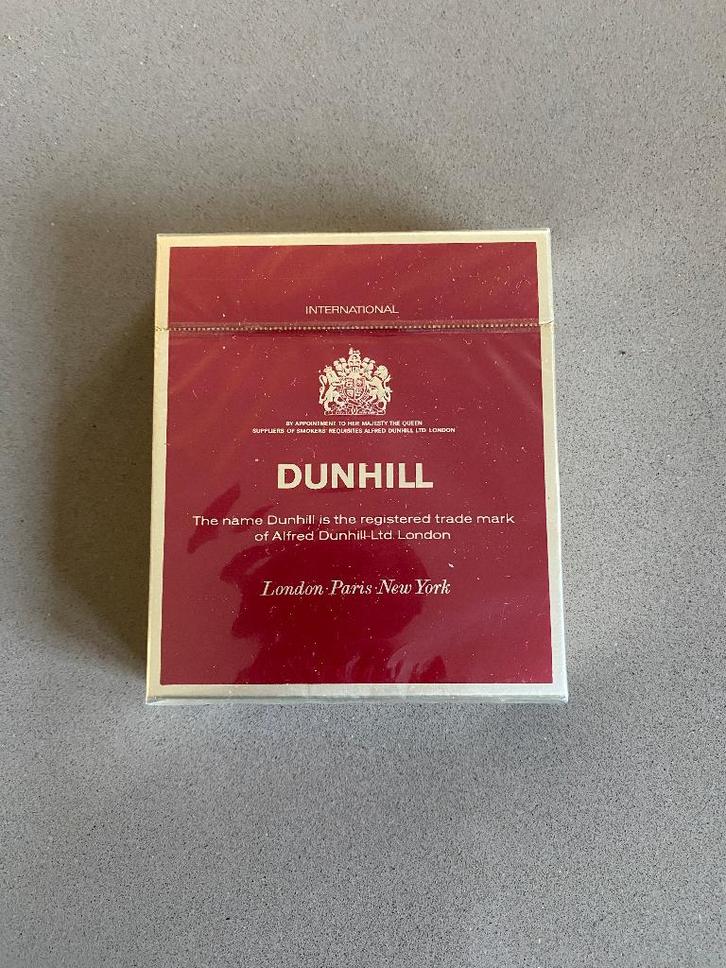 INTERNATIONAL
BY APPOINTMENT TO HER MAJESTY THE QUEEN
SUPPLIERS OF SMOKERS' REQUISITES ALFRED DUNHILL LTD LONDON
DUNHILL
The name Dunhill is the registered trade mark
of Alfred Dunhill Ltd. London
London·Paris·New York